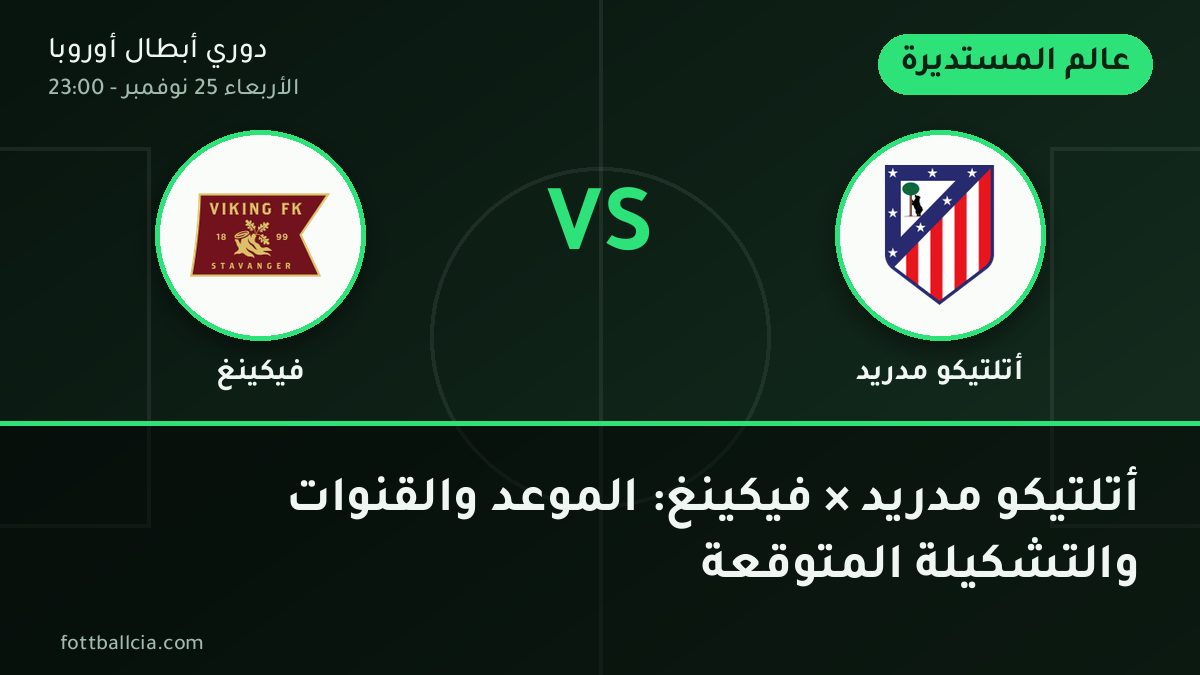 عالم المستديرة
دوري أبطال أوروبا
الأربعاء 25 نوفمبر - 23:00
VIKING FK
18 99
STAVANGER
VS
أتلتيكو مدريد
فيكينغ
أتلتيكو مدريد × فيكينغ: الموعد والقنوات
والتشكيلة المتوقعة
fottballcia.com